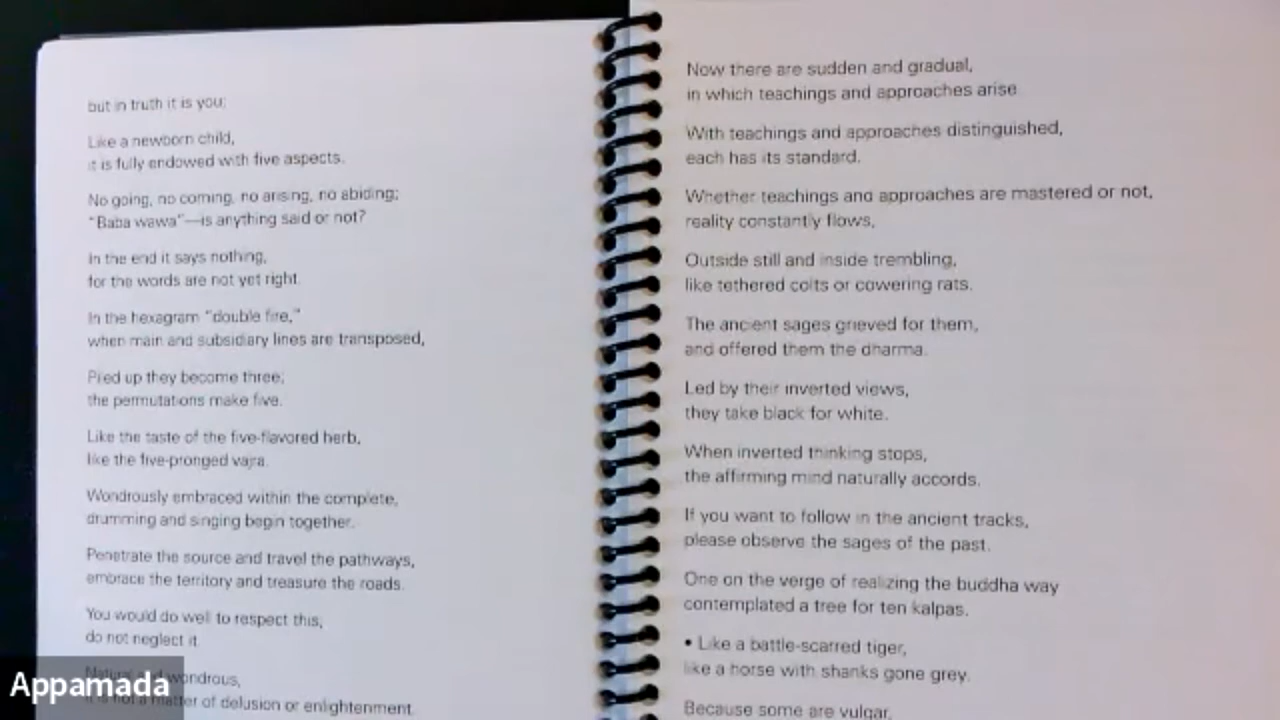 but in truth it is you;
Like a newborn child,
it is fully endowed with five aspects.
No going, no coming, no arising, no abiding;
"Baba wawa"—is anything said or not?
In the end it says nothing,
for the words are not yet right.
In the hexagram "double fire,"
when main and subsidiary lines are transposed,
Piled up they become three;
the permutations make five.
Like the taste of the five-flavored herb,
like the five-pronged vajra.
Wondrously embraced within the complete,
drumming and singing begin together.
Penetrate the source and travel the pathways,
embrace the territory and treasure the roads.
You would do well to respect this,
do not neglect it.
Natural and wondrous,
it is not a matter of delusion or enlightenment.
Now there are sudden and gradual,
in which teachings and approaches arise.
With teachings and approaches distinguished,
each has its standard.
Whether teachings and approaches are mastered or not,
reality constantly flows,
Outside still and inside trembling,
like tethered colts or cowering rats.
The ancient sages grieved for them,
and offered them the dharma.
Led by their inverted views,
they take black for white.
When inverted thinking stops,
the affirming mind naturally accords.
If you want to follow in the ancient tracks,
please observe the sages of the past.
One on the verge of realizing the buddha way
contemplated a tree for ten kalpas.
• Like a battle-scarred tiger,
like a horse with shanks gone grey.
Because some are vulgar,
Appamada